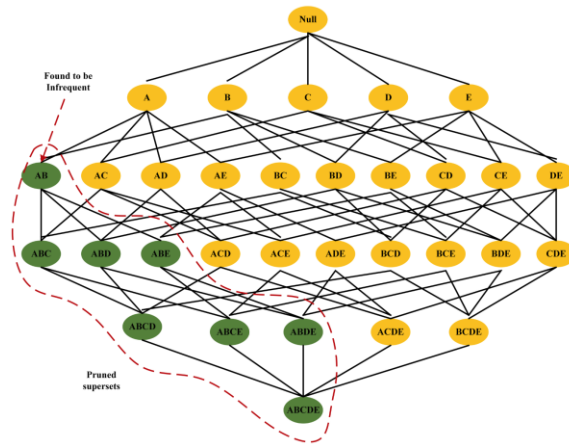 Null
Found to be
Infrequent
A B C D E
AB AC AD AE BC BD BE CD CE DE
ABC ABD ABE ACD ACE ADE BCD BCE BDE CDE
ABCD ABCE ABDE ACDE BCDE
Pruned
supersets
ABCDE